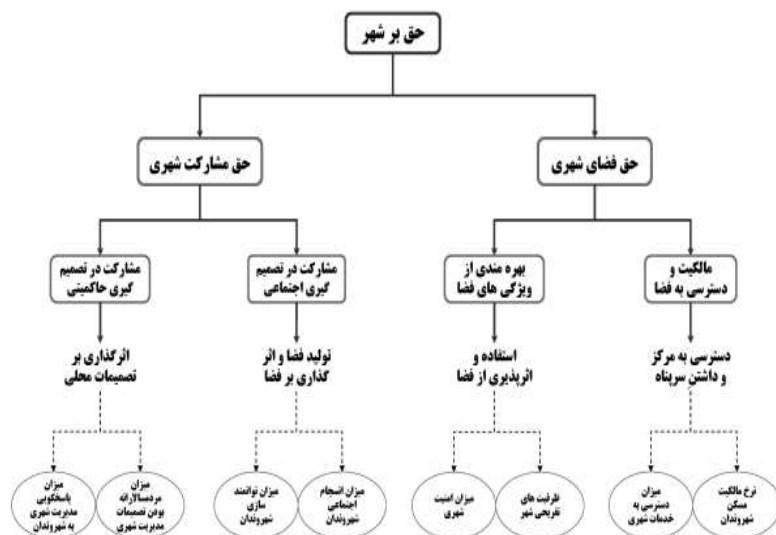 حق بر شهر
حق فضای شهری
حق مشارکت شهری
مالکیت و
دسترسی به فضا
بهره مندی از
ویژگی های فضا
مشارکت در تصمیم
گیری اجتماعی
مشارکت در تصمیم
گیری حاکمیتی
دسترسی به مرکز
و داشتن سرپناه
استفاده و
اثرپذیری از فضا
تولید فضا و اثر
گذاری بر فضا
اثرگذاری بر
تصمیمات محلی
نرخ مالکیت
مسکن
شهروندان
میزان
دسترسی به
خدمات شهری
ظرفیت های
تفریحی شهر
میزان امنیت
شهری
میزان انسجام
اجتماعی
شهروندان
میزان توانمند
سازی
شهروندان
میزان
مردمسالارانه
بودن تصمیمات
مدیریت شهری
میزان
پاسخگویی
مدیریت شهری
به شهروندان